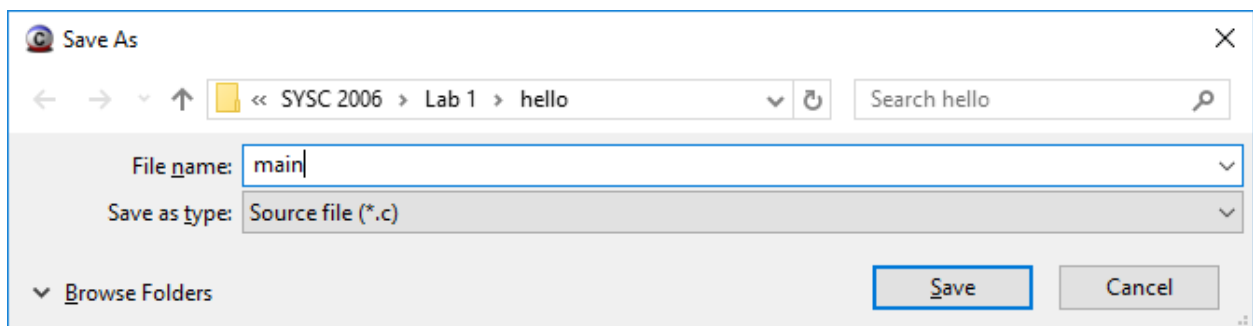 Save As
« SYSC 2006 > Lab 1 > hello
Search hello
File name: main
Save as type: Source file (*.c)
Browse Folders
Save
Cancel